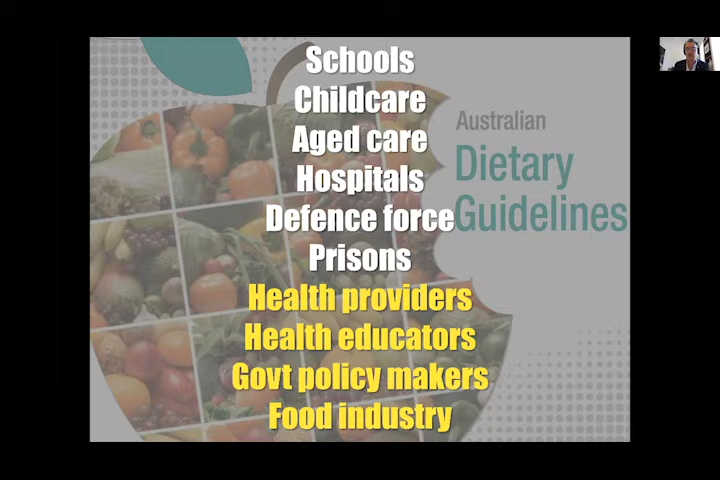 Schools
Childcare
Aged care
Hospitals
Defence force
Prisons
Health providers
Health educators
Govt policy makers
Food industry
Australian
Dietary
Guidelines